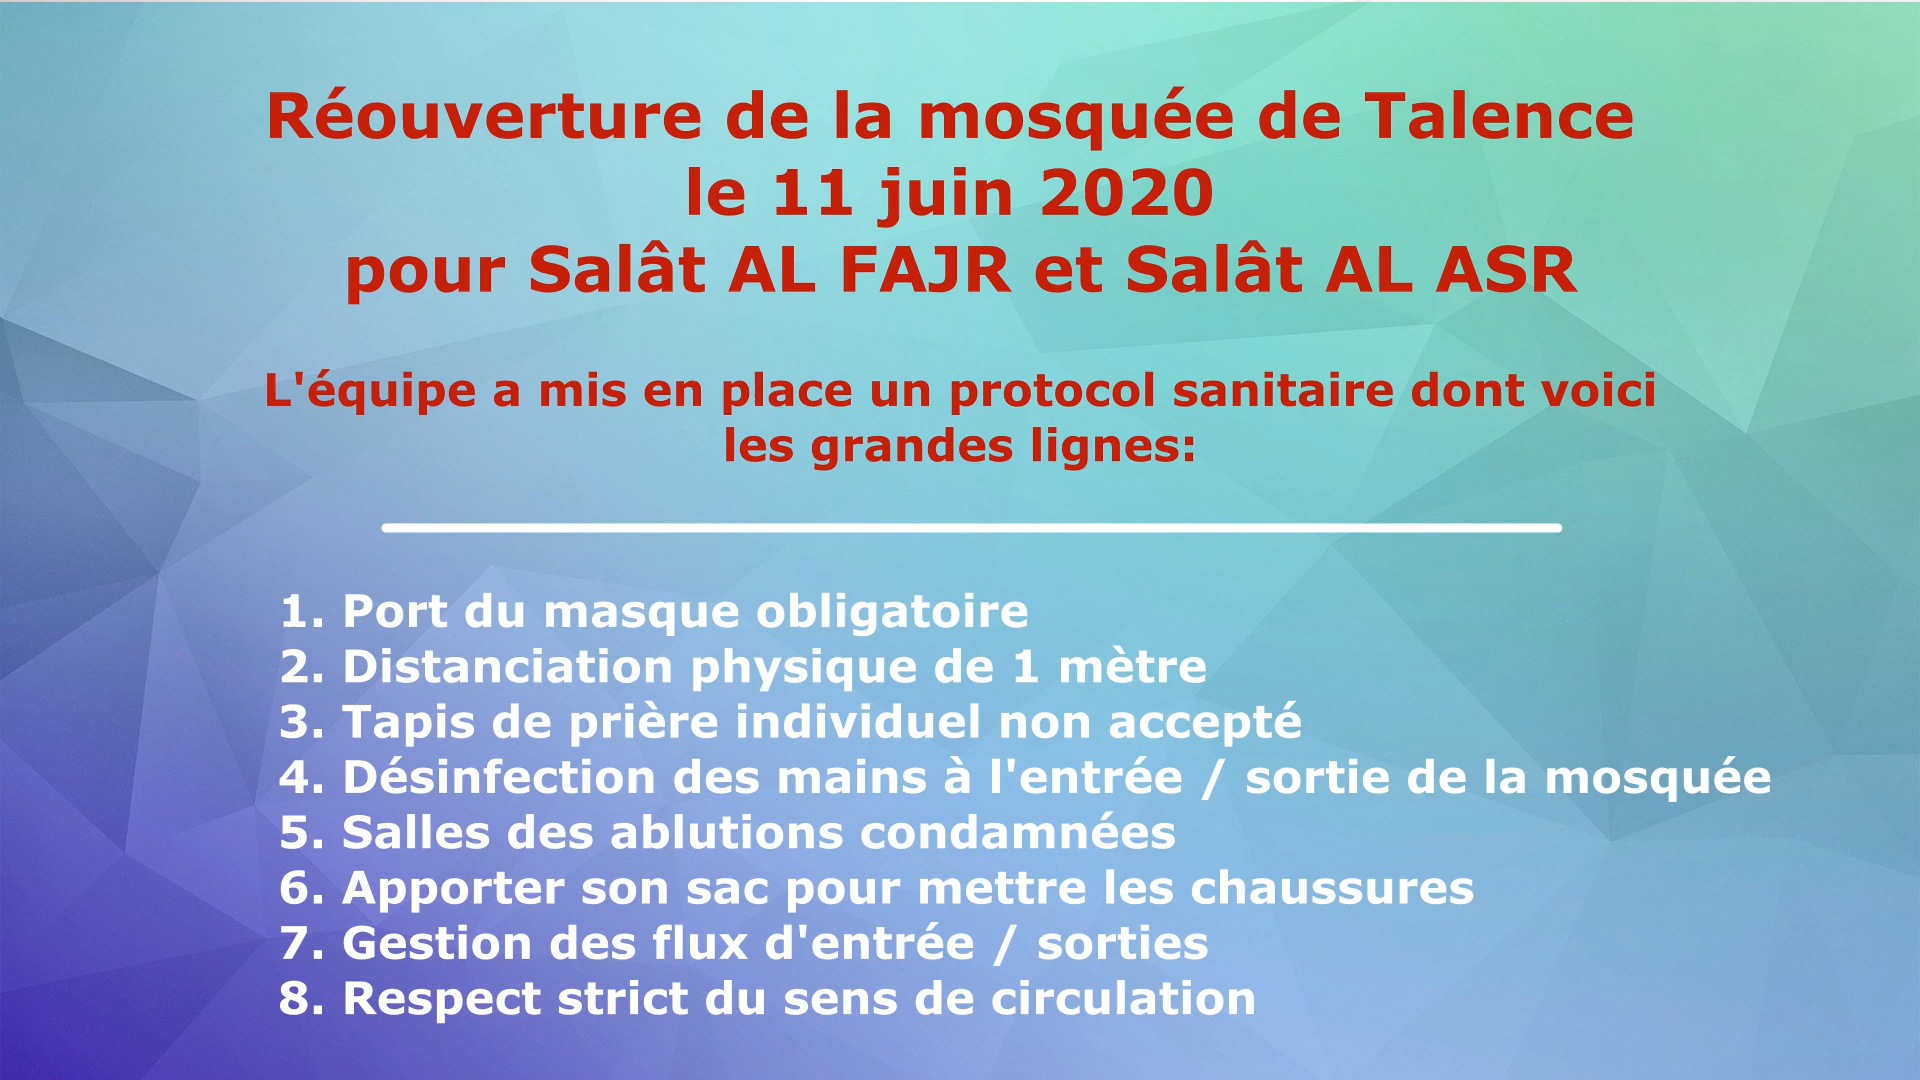 Réouverture de la mosquée de Talence
le 11 juin 2020
pour Salât AL FAJR et Salât AL ASR
L'équipe a mis en place un protocol sanitaire dont voici
les grandes lignes:
1. Port du masque obligatoire
2. Distanciation physique de 1 mètre
3. Tapis de prière individuel non accepté
4. Désinfection des mains à l'entrée / sortie de la mosquée
5. Salles des ablutions condamnées
6. Apporter son sac pour mettre les chaussures
7. Gestion des flux d'entrée / sorties
8. Respect strict du sens de circulation